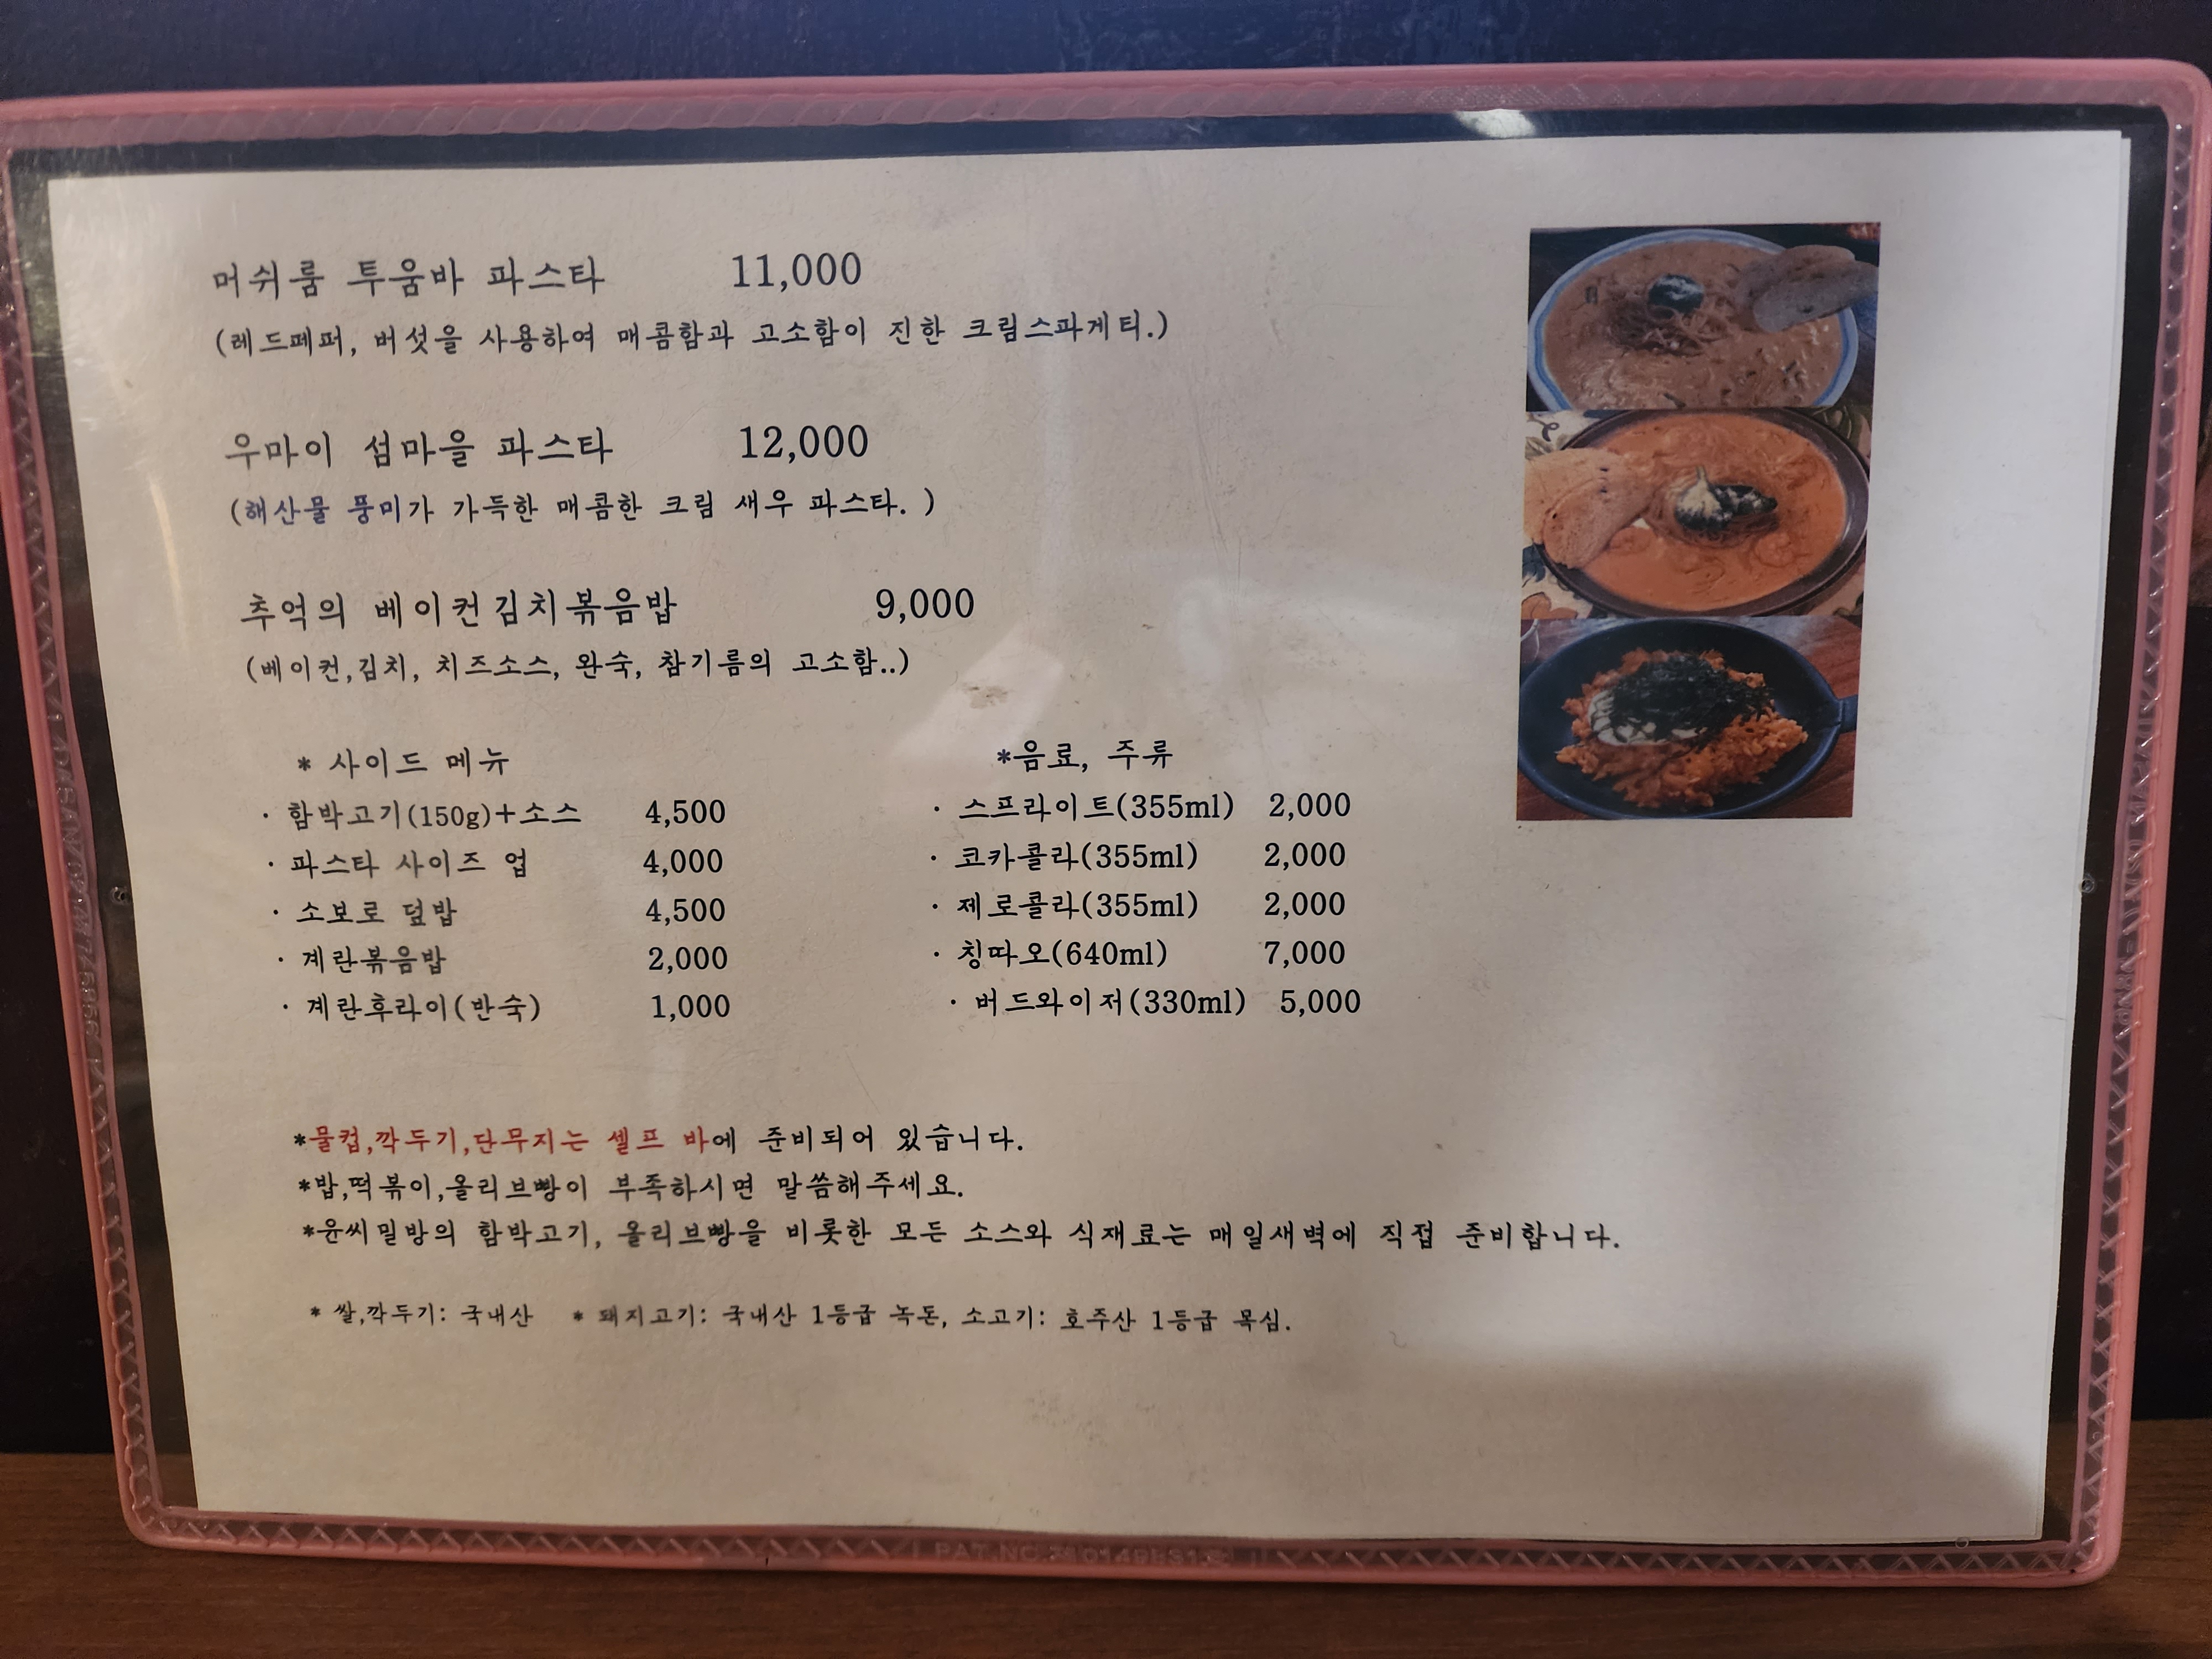 머쉬룸 투움바 파스타 11,000
(레드페퍼, 버섯을 사용하여 매콤함과 고소함이 진한 크림스파게티.)
우마이 섬마을 파스타 12,000
(해산물 풍미가 가득한 매콤한 크림 새우 파스타. )
추억의 베이컨김치볶음밥 9,000
(베이컨,김치, 치즈소스, 완숙, 참기름의 고소함..)
* 사이드 메뉴
· 함박고기(150g)+소스 4,500
· 파스타 사이즈 업 4,000
· 소보로 덮밥 4,500
· 계란볶음밥 2,000
· 계란후라이(반숙) 1,000
*음료, 주류
· 스프라이트(355ml) 2,000
· 코카콜라(355ml) 2,000
· 제로콜라(355ml) 2,000
· 칭따오(640ml) 7,000
· 버드와이저(330ml) 5,000
*물컵,깍두기,단무지는 셀프 바에 준비되어 있습니다.
*밥,떡볶이,올리브빵이 부족하시면 말씀해주세요.
*윤씨밀방의 함박고기, 올리브빵을 비롯한 모든 소스와 식재료는 매일새벽에 직접 준비합니다.
* 쌀,깍두기: 국내산 * 돼지고기: 국내산 1등급 녹돈, 소고기: 호주산 1등급 목심.